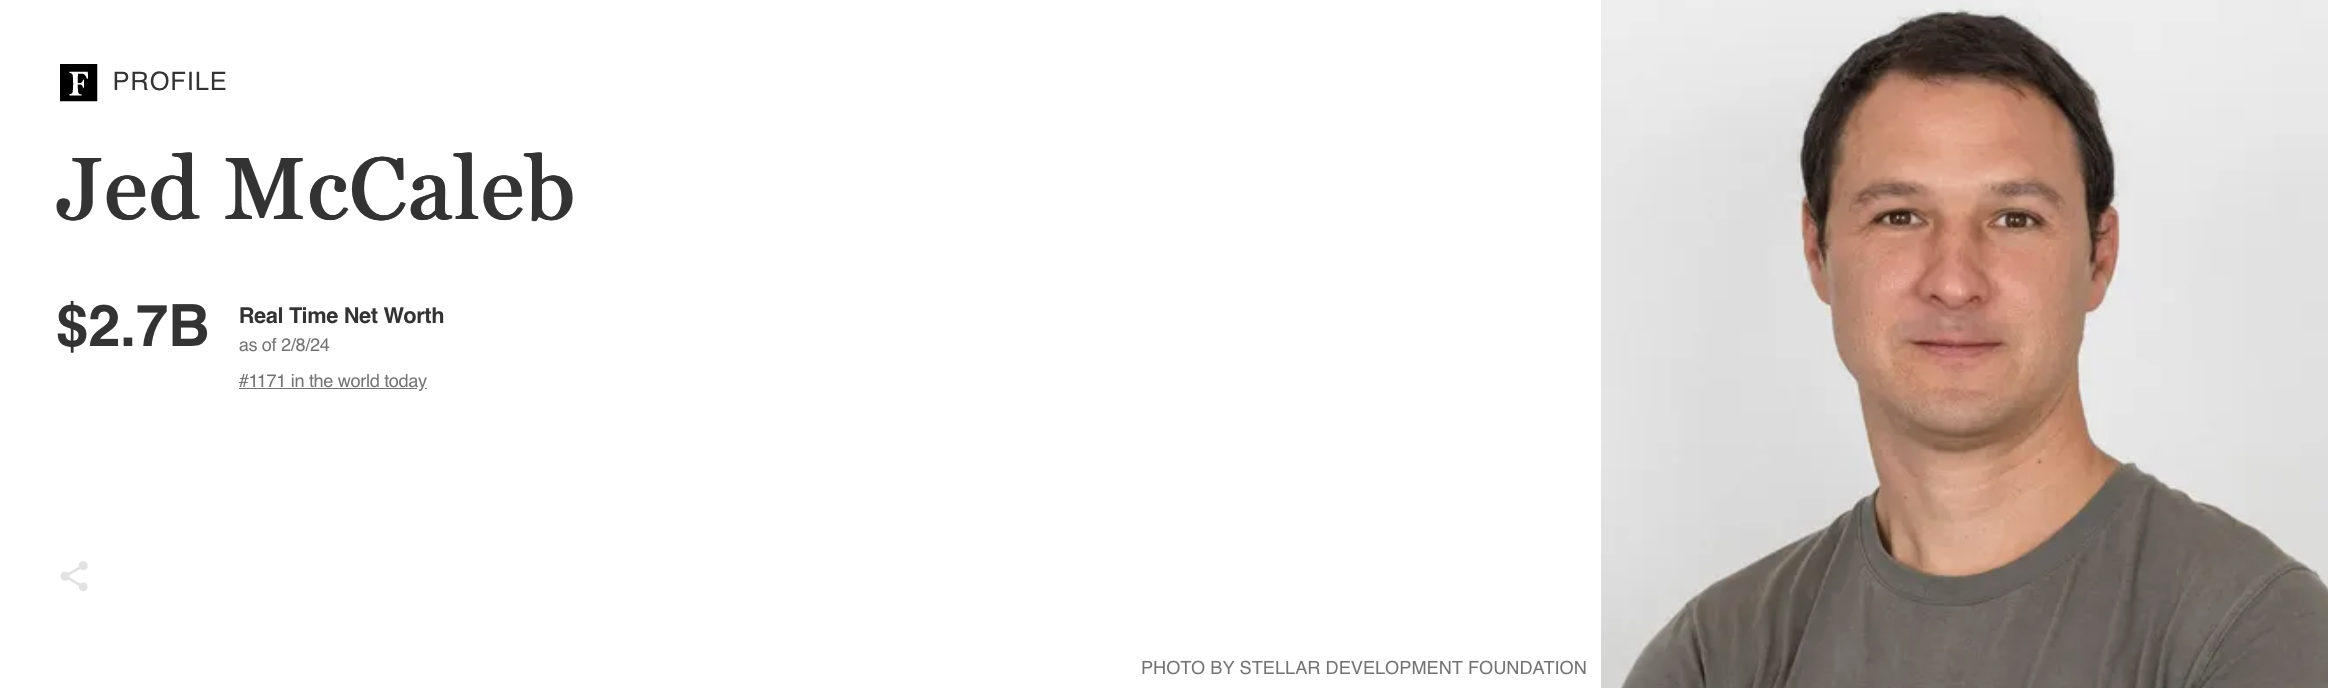 F PROFILE
Jed McCaleb
$2.7B
Real Time Net Worth
as of 2/8/24
#1171 in the world today
PHOTO BY STELLAR DEVELOPMENT FOUNDATION